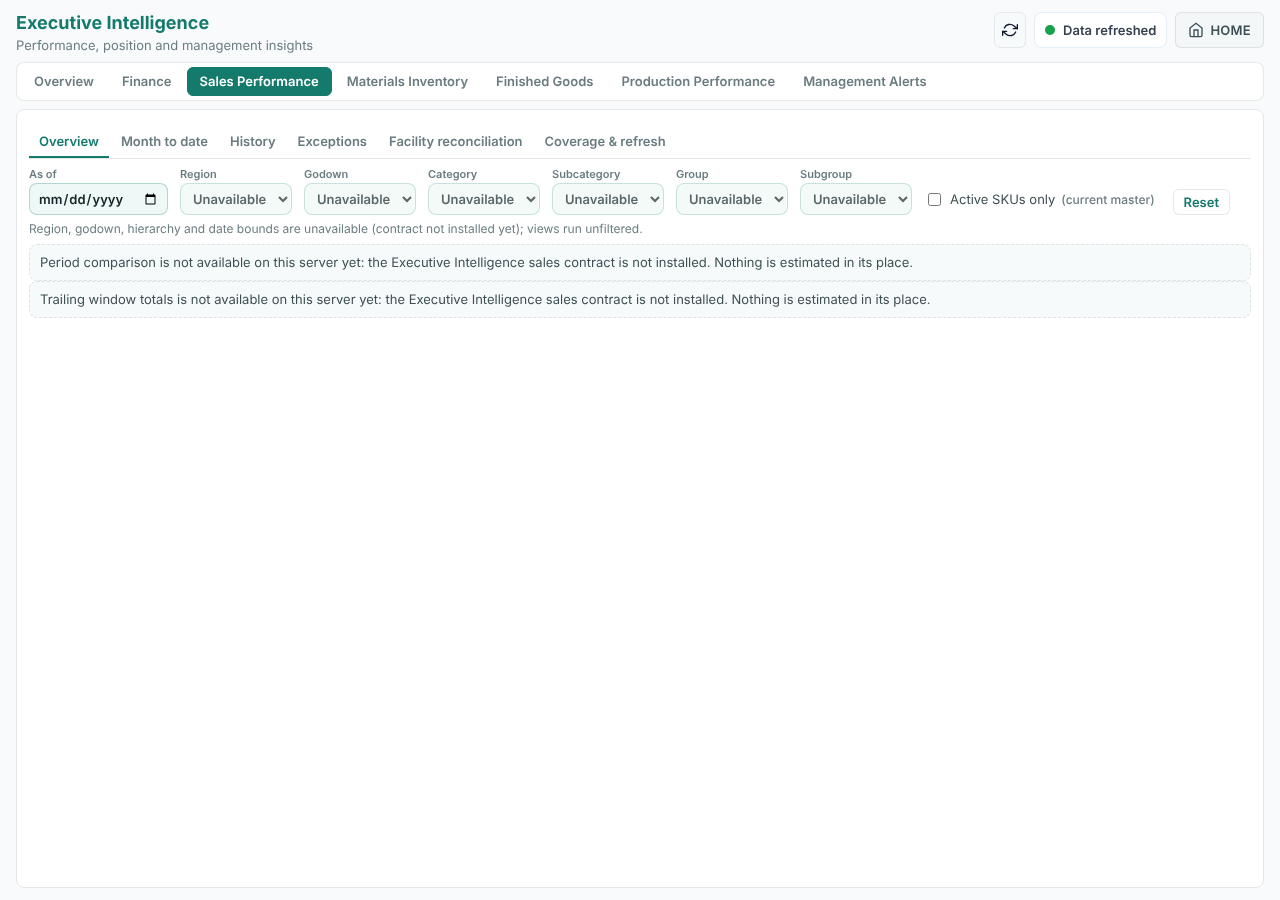 Executive Intelligence
Performance, position and management insights
Data refreshed
HOME
Overview Finance Sales Performance Materials Inventory Finished Goods Production Performance Management Alerts
Overview Month to date History Exceptions Facility reconciliation Coverage & refresh
As of Region Godown Category Subcategory Group Subgroup
mm/dd/yyyy Unavailable Unavailable Unavailable Unavailable Unavailable Unavailable Active SKUs only (current master) Reset
Region, godown, hierarchy and date bounds are unavailable (contract not installed yet); views run unfiltered.
Period comparison is not available on this server yet: the Executive Intelligence sales contract is not installed. Nothing is estimated in its place.
Trailing window totals is not available on this server yet: the Executive Intelligence sales contract is not installed. Nothing is estimated in its place.